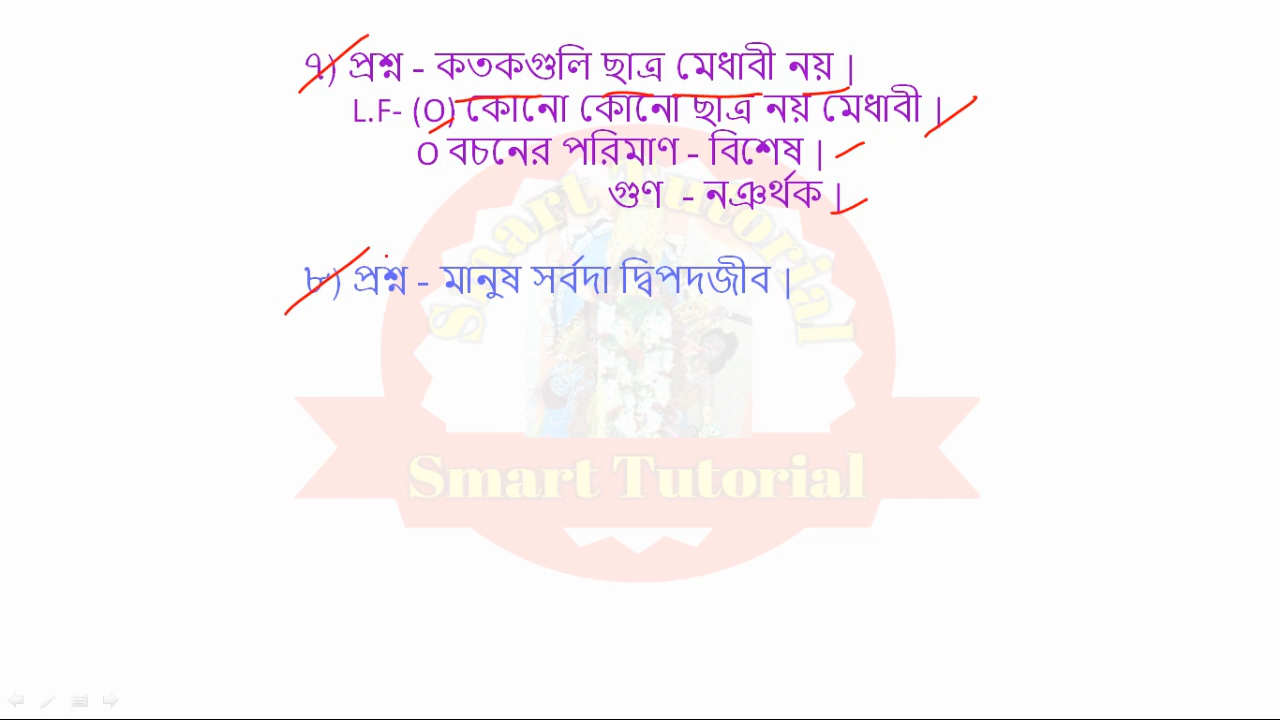 ৭) প্রশ্ন - কতকগুলি ছাত্র মেধাবী নয় |
L.F- (O) কোনো কোনো ছাত্র নয় মেধাবী |
O বচনের পরিমাণ - বিশেষ |
গুণ - নঞর্থক |
৮) প্রশ্ন - মানুষ সর্বদা দ্বিপদজীব |
Smart Tutorial
Smart Tutorial